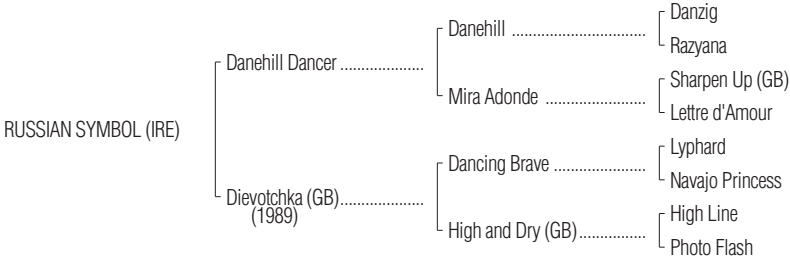 Danzig
Danehill ................................
Razyana
Danehill Dancer ....................
Sharpen Up (GB)
Mira Adonde ........................
Lettre d'Amour
RUSSIAN SYMBOL (IRE)
Lyphard
Dancing Brave ......................
Navajo Princess
Dievotchka (GB)....................
(1989)
High Line
High and Dry (GB)................
Photo Flash